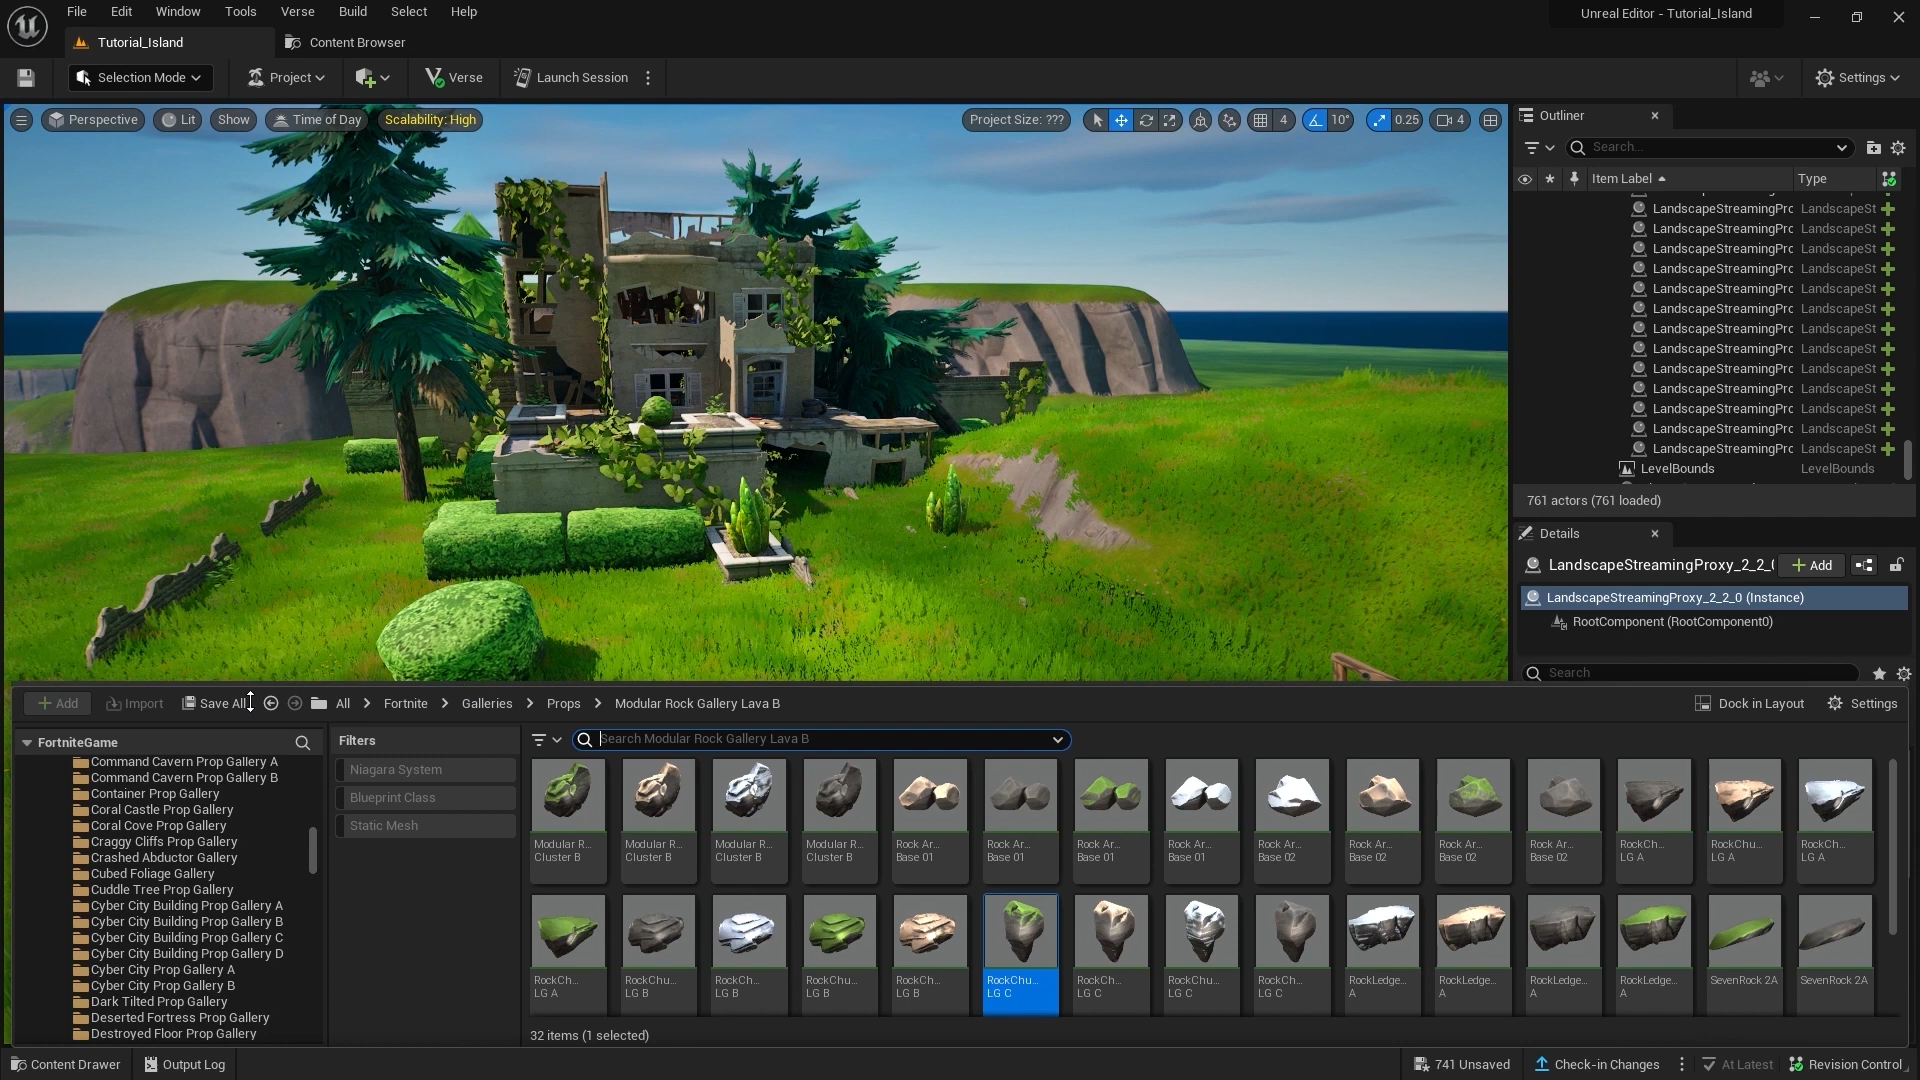 File Edit Window Tools Verse Build Select Help
Unreal Editor - Tutorial_Island
Tutorial_Island
Content Browser
Selection Mode
Project
Verse
Launch Session
Settings
Perspective
Lit
Show
Time of Day
Scalability: High
Project Size: ???
4
10°
0.25
4
Outliner
Search...
Item Label
Type
LandscapeStreamingPrc LandscapeSt
LandscapeStreamingPrc LandscapeSt
LandscapeStreamingPrc LandscapeSt
LandscapeStreamingPrc LandscapeSt
LandscapeStreamingPrc LandscapeSt
LandscapeStreamingPrc LandscapeSt
LandscapeStreamingPrc LandscapeSt
LandscapeStreamingPrc LandscapeSt
LandscapeStreamingPrc LandscapeSt
LandscapeStreamingPrc LandscapeSt
LandscapeStreamingPrc LandscapeSt
LandscapeStreamingPrc LandscapeSt
LandscapeStreamingPrc LandscapeSt
LevelBounds LevelBounds
761 actors (761 loaded)
Details
LandscapeStreamingProxy_2_2_(
Add
LandscapeStreamingProxy_2_2_0 (Instance)
RootComponent (RootComponent0)
Search
Add
Import
Save All
All > Fortnite > Galleries > Props > Modular Rock Gallery Lava B
Dock in Layout
Settings
FortniteGame
Command Cavern Prop Gallery A
Command Cavern Prop Gallery B
Container Prop Gallery
Coral Castle Prop Gallery
Coral Cove Prop Gallery
Craggy Cliffs Prop Gallery
Crashed Abductor Gallery
Cubed Foliage Gallery
Cuddle Tree Prop Gallery
Cyber City Building Prop Gallery A
Cyber City Building Prop Gallery B
Cyber City Building Prop Gallery C
Cyber City Building Prop Gallery D
Cyber City Prop Gallery A
Cyber City Prop Gallery B
Dark Tilted Prop Gallery
Deserted Fortress Prop Gallery
Destroyed Floor Prop Gallery
Filters
Niagara System
Blueprint Class
Static Mesh
Search Modular Rock Gallery Lava B
Modular R... Modular R... Modular R... Modular R... Rock Ar... Rock Ar... Rock Ar... Rock Ar... Rock Ar... Rock Ar... Rock Ar... Rock Ar... RockCh... RockChu... RockCh...
Cluster B Cluster B Cluster B Cluster B Base 01 Base 01 Base 01 Base 01 Base 02 Base 02 Base 02 Base 02 LG A LG A LG A
RockCh... RockChu... RockCh... RockChu... RockCh... RockChu... RockCh... RockChu... RockCh... RockLedge... RockLedge... RockLedge... RockLedge... SevenRock 2A SevenRock 2A
LG A LG B LG B LG B LG B LG C LG C LG C LG C A A A A
32 items (1 selected)
Content Drawer
Output Log
741 Unsaved
Check-in Changes
At Latest
Revision Control